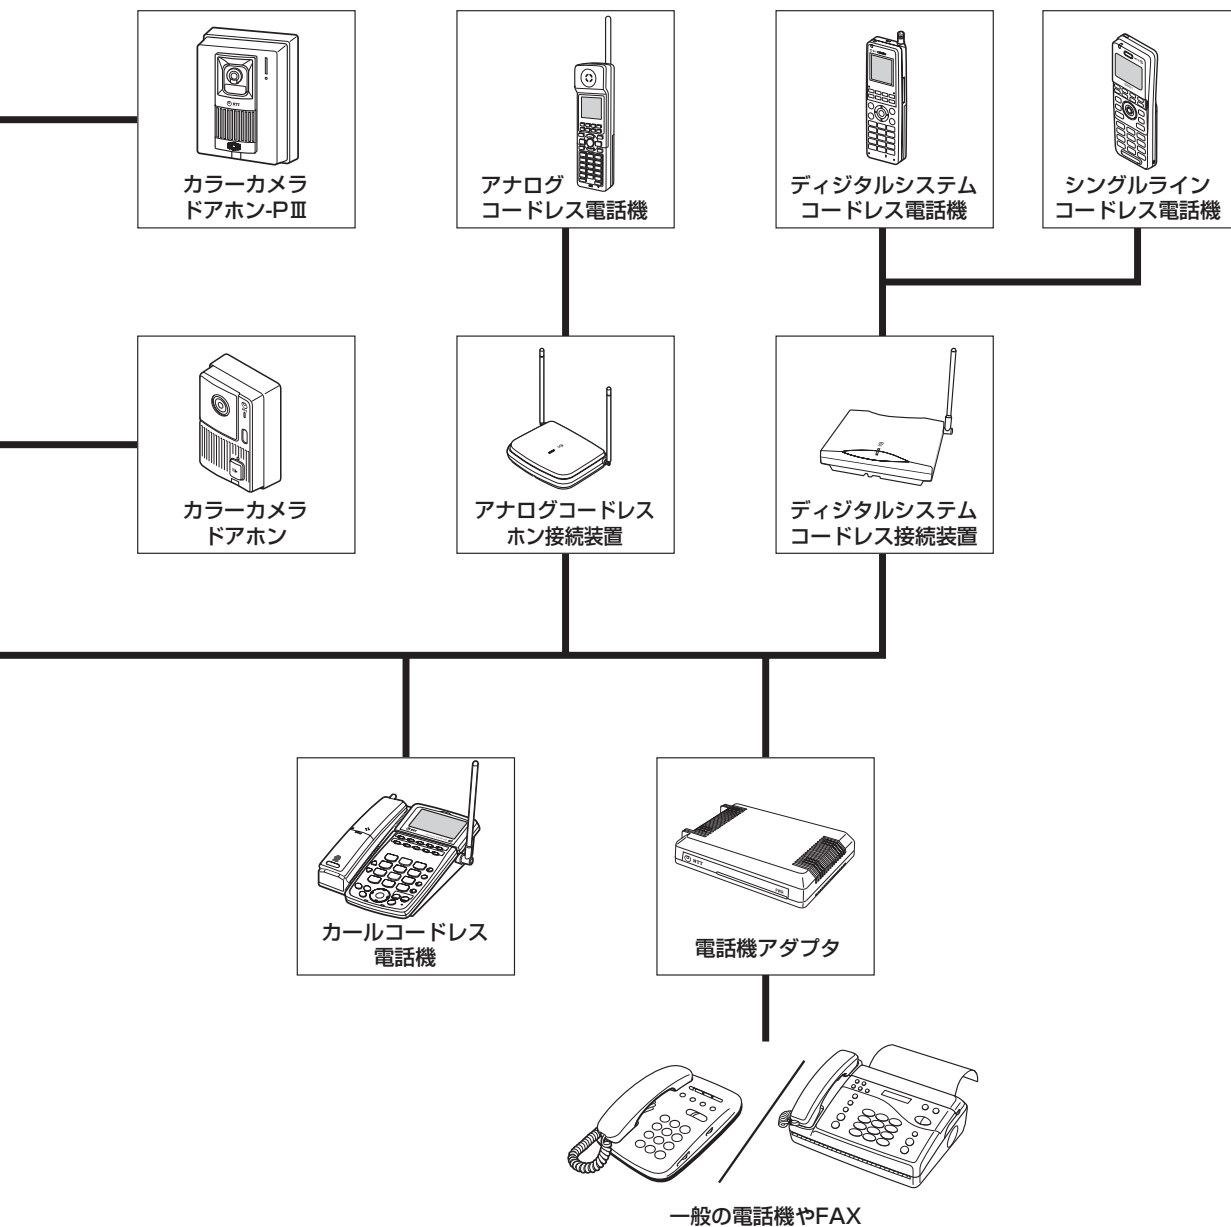 カラーカメラ
ドアホン-PⅢ
アナログ
コードレス電話機
ディジタルシステム
コードレス電話機
シングルライン
コードレス電話機
カラーカメラ
ドアホン
アナログコードレス
ホン接続装置
ディジタルシステム
コードレス接続装置
カールコードレス
電話機
NTT
電話機アダプタ
一般の電話機やFAX